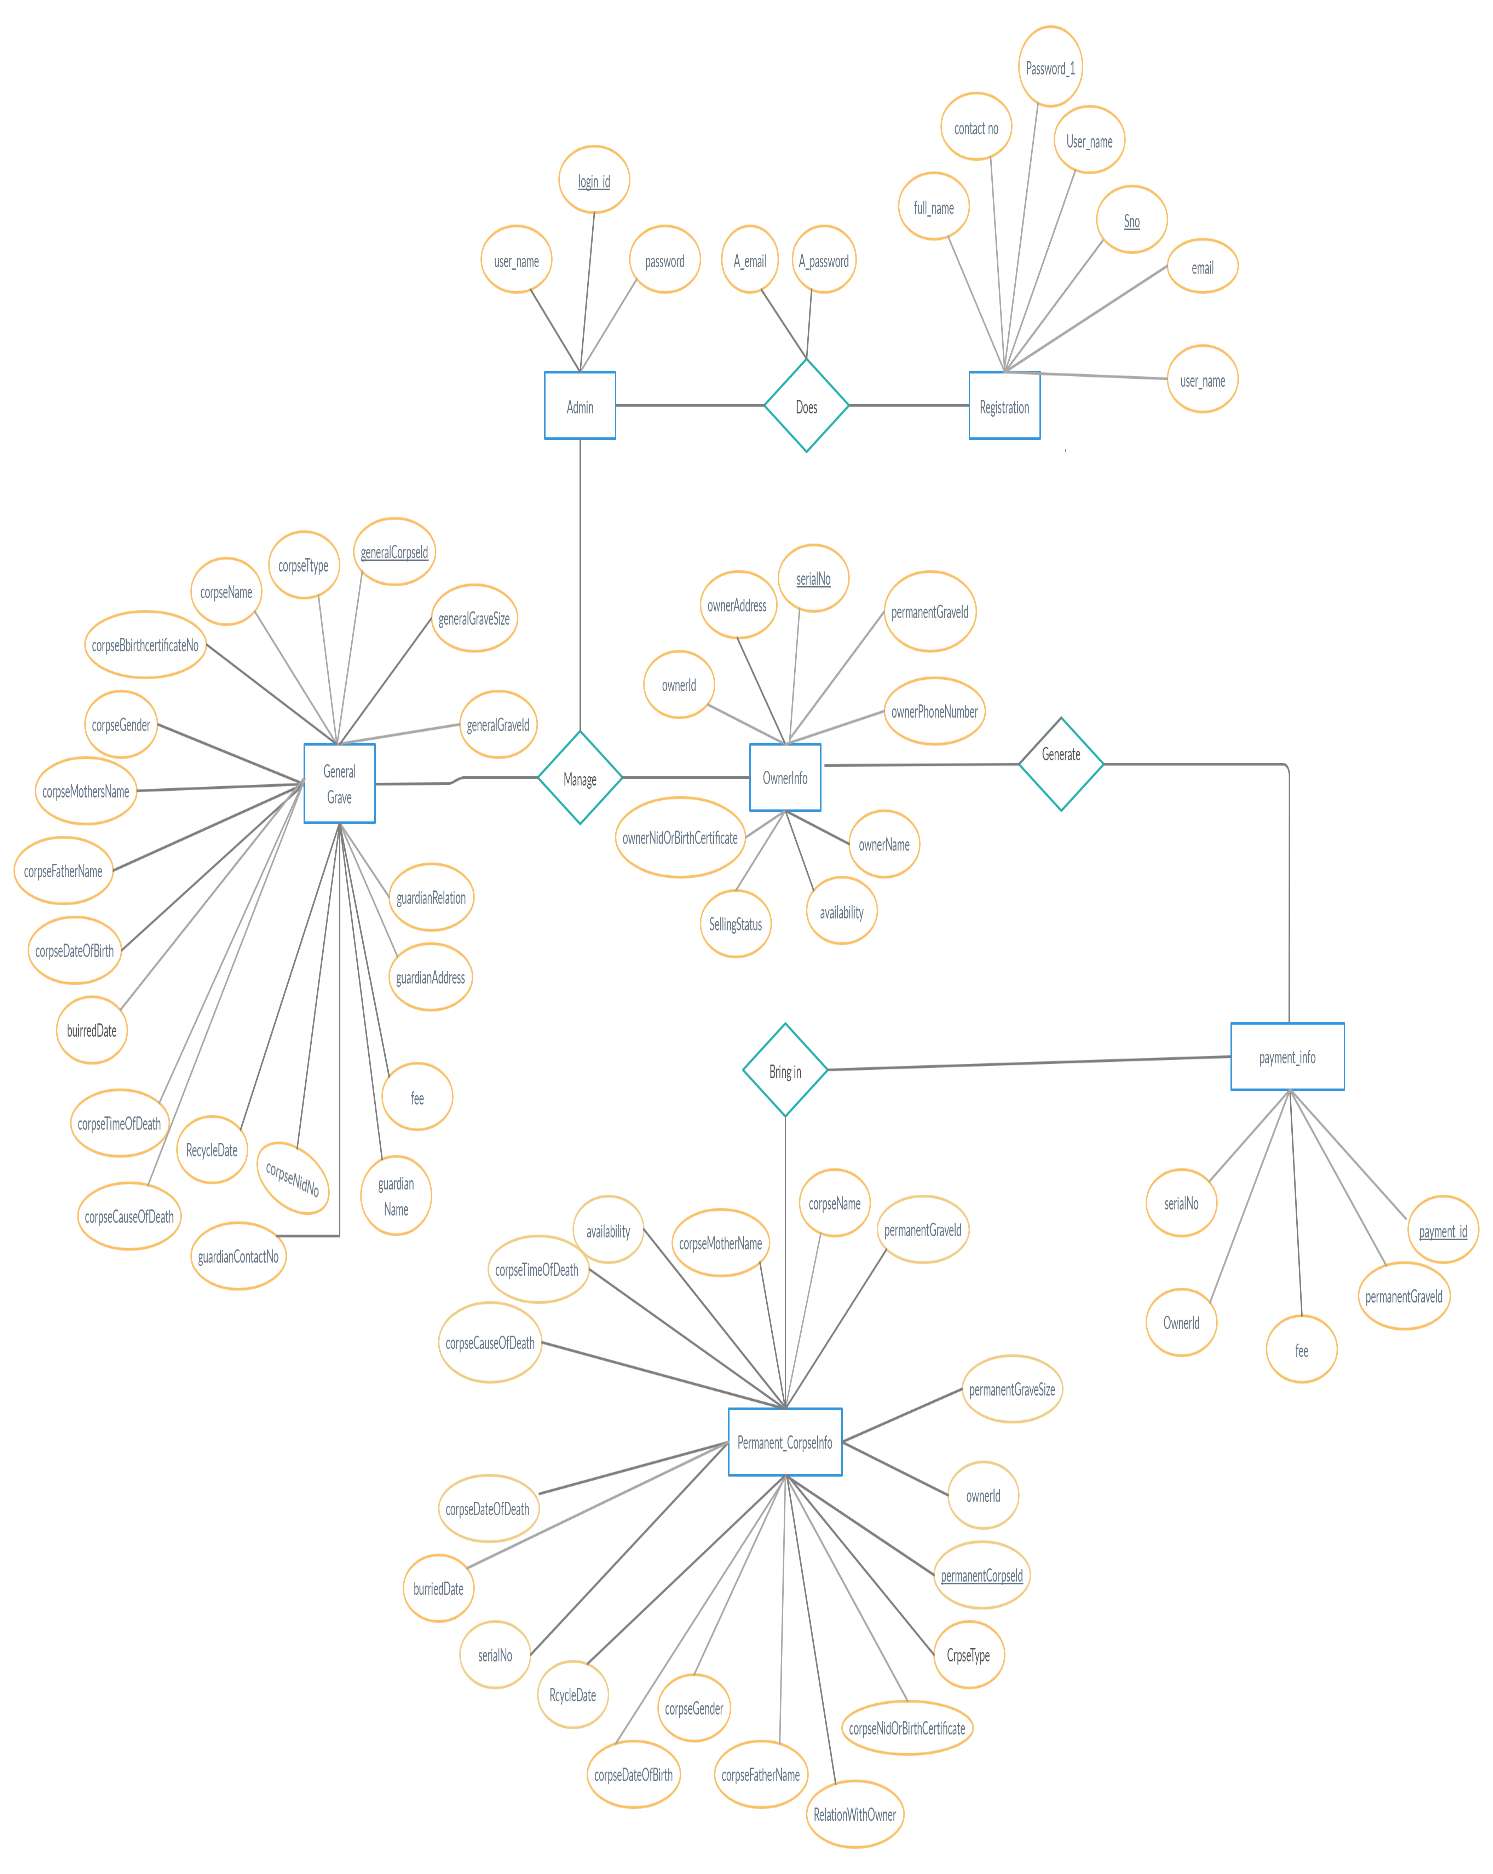 Password_1
contact no
User_name
login_id
full_name
Sno
user_name
password
A_email
A_password
email
user_name
Admin
Does
Registration
generalCorpseId
corpseTtype
corpseName
serialNo
ownerAddress
permanentGraveId
generalGraveSize
corpseBbirthcertificateNo
ownerId
ownerPhoneNumber
corpseGender
generalGraveId
General
Grave
Manage
OwnerInfo
Generate
corpseMothersName
ownerNidOrBirthCertificate
ownerName
corpseFatherName
guardianRelation
SellingStatus
availability
corpseDateOfBirth
guardianAddress
buirredDate
payment_info
Bring in
fee
corpseTimeOfDeath
RecycleDate
corpseNidNo
guardian
Name
corpseCauseOfDeath
guardianContactNo
corpseName
availability
corpseMotherName
permanentGraveId
corpseTimeOfDeath
serialNo
payment_id
permanentGraveId
OwnerId
fee
corpseCauseOfDeath
permanentGraveSize
Permanent_CorpseInfo
ownerId
corpseDateOfDeath
permanentCorpseId
burriedDate
serialNo
CrpseType
RcycleDate
corpseGender
corpseNidOrBirthCertificate
corpseDateOfBirth
corpseFatherName
RelationWithOwner